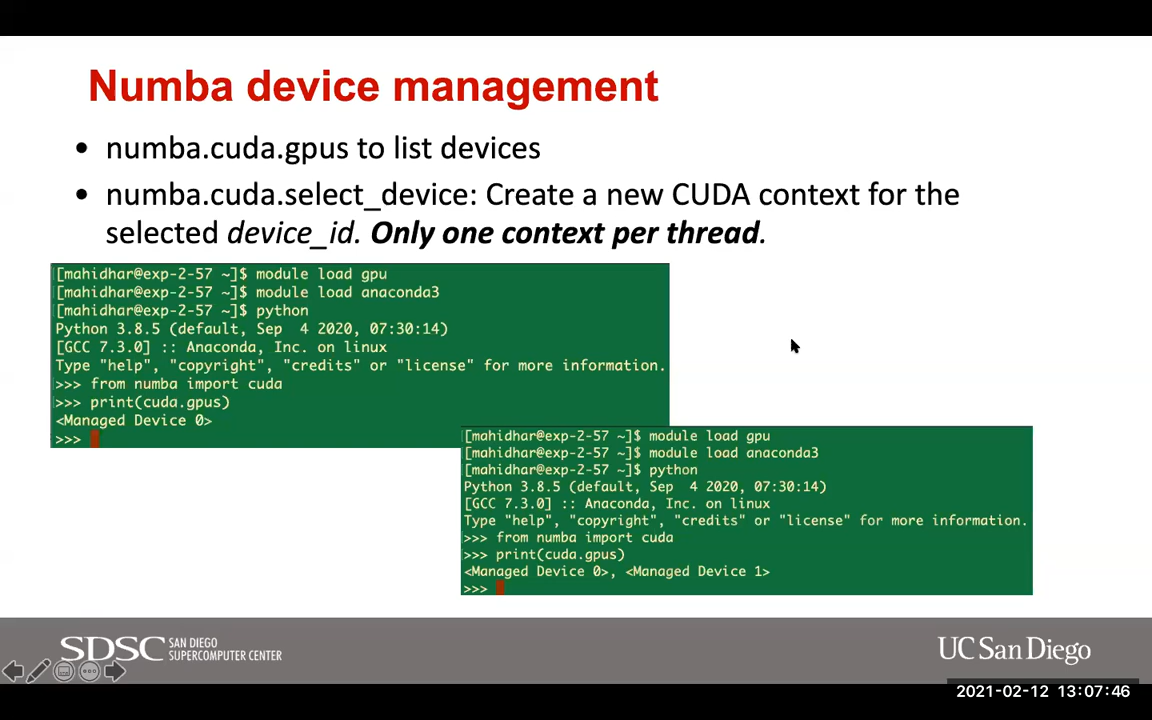 Numba device management
• numba.cuda.gpus to list devices
• numba.cuda.select_device: Create a new CUDA context for the
selected device_id. Only one context per thread.
[mahidhar@exp-2-57 ~]$ module load gpu
[mahidhar@exp-2-57 ~]$ module load anaconda3
[mahidhar@exp-2-57 ~]$ python
Python 3.8.5 (default, Sep  4 2020, 07:30:14)
[GCC 7.3.0] :: Anaconda, Inc. on linux
Type "help", "copyright", "credits" or "license" for more information.
>>> from numba import cuda
>>> print(cuda.gpus)
<Managed Device 0>
>>>
[mahidhar@exp-2-57 ~]$ module load gpu
[mahidhar@exp-2-57 ~]$ module load anaconda3
[mahidhar@exp-2-57 ~]$ python
Python 3.8.5 (default, Sep  4 2020, 07:30:14)
[GCC 7.3.0] :: Anaconda, Inc. on linux
Type "help", "copyright", "credits" or "license" for more information.
>>> from numba import cuda
>>> print(cuda.gpus)
<Managed Device 0>, <Managed Device 1>
>>>
SDSC SAN DIEGO
SUPERCOMPUTER CENTER
UC San Diego
2021-02-12 13:07:46